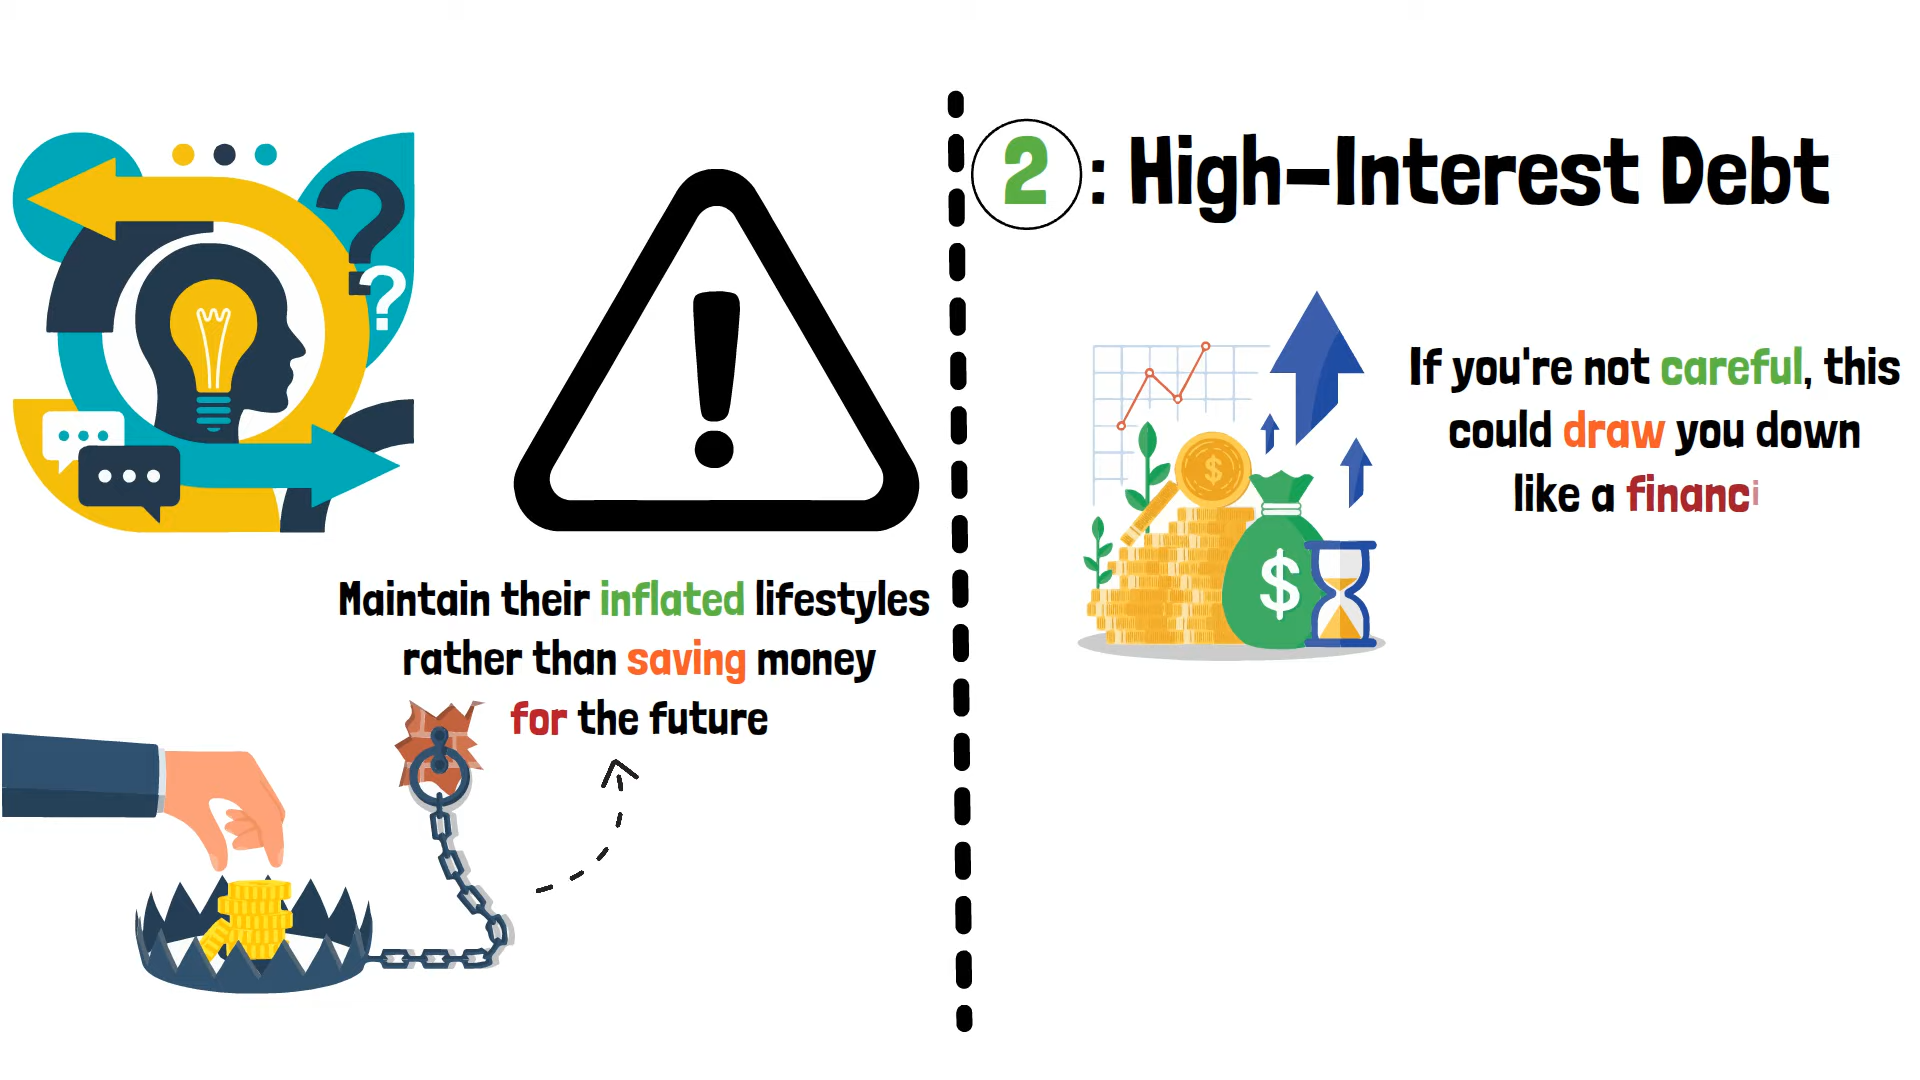 Maintain their inflated lifestyles
rather than saving money
for the future
2: High-Interest Debt
If you're not careful, this
could draw you down
like a financi